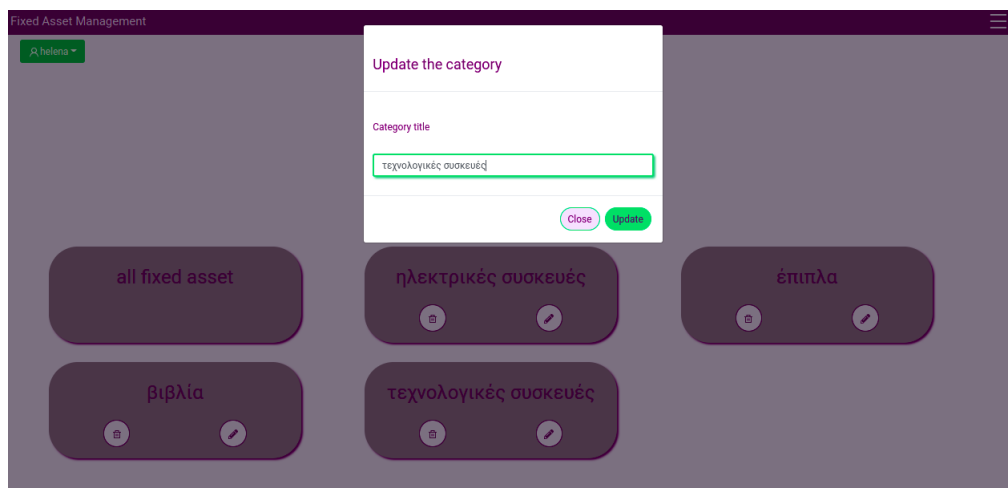 Fixed Asset Management
helena
Update the category
Category title
τεχνολογικές συσκευές
Close Update
all fixed asset
ηλεκτρικές συσκευές
έπιπλα
βιβλία
τεχνολογικές συσκευές